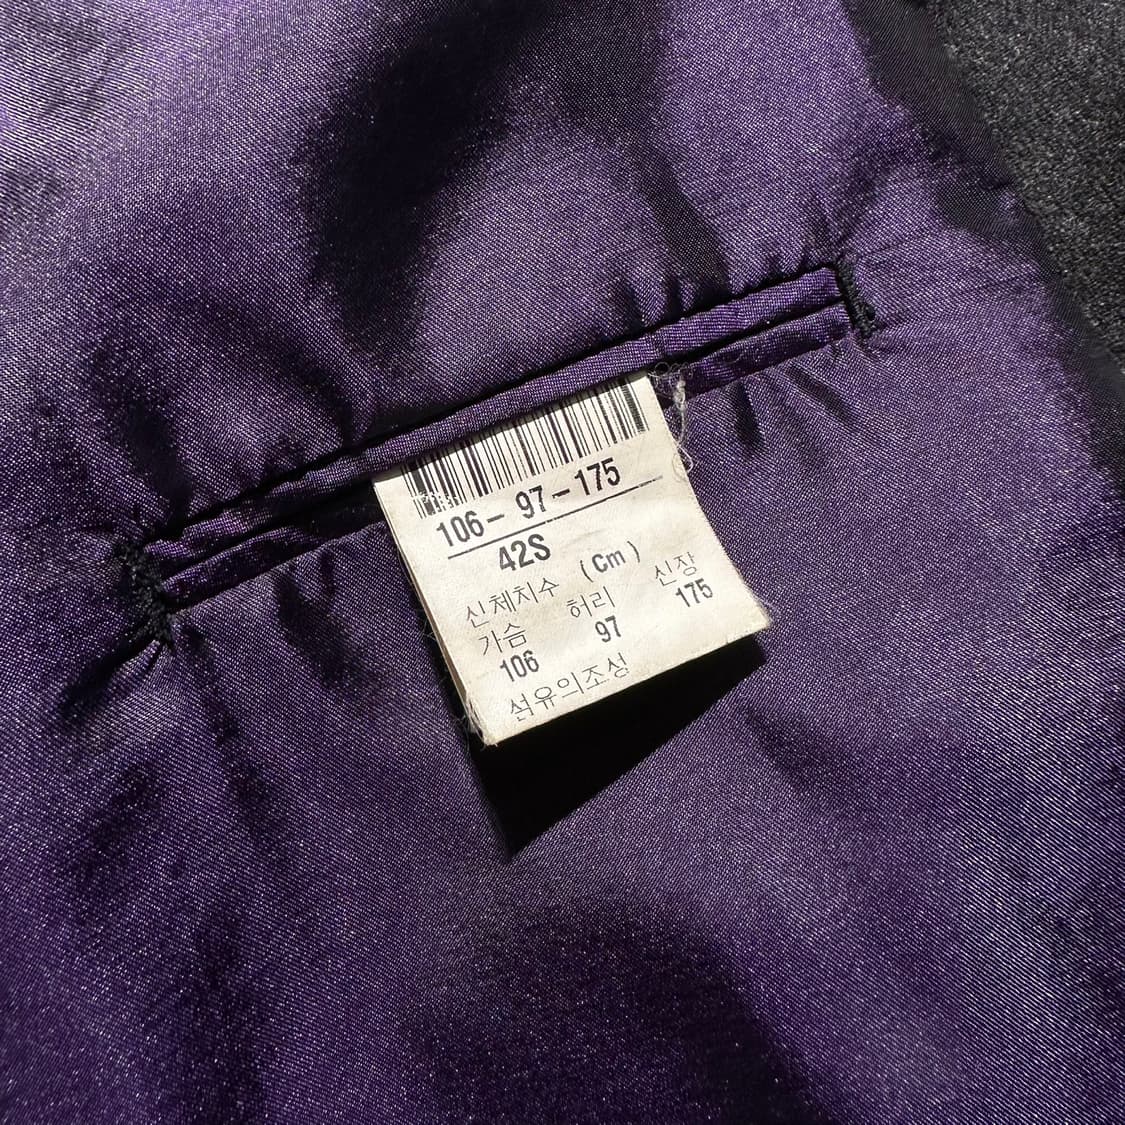 106-97-175
42S
신체치수 (Cm)
가슴 허리 신장
106 97 175
섬유의조성